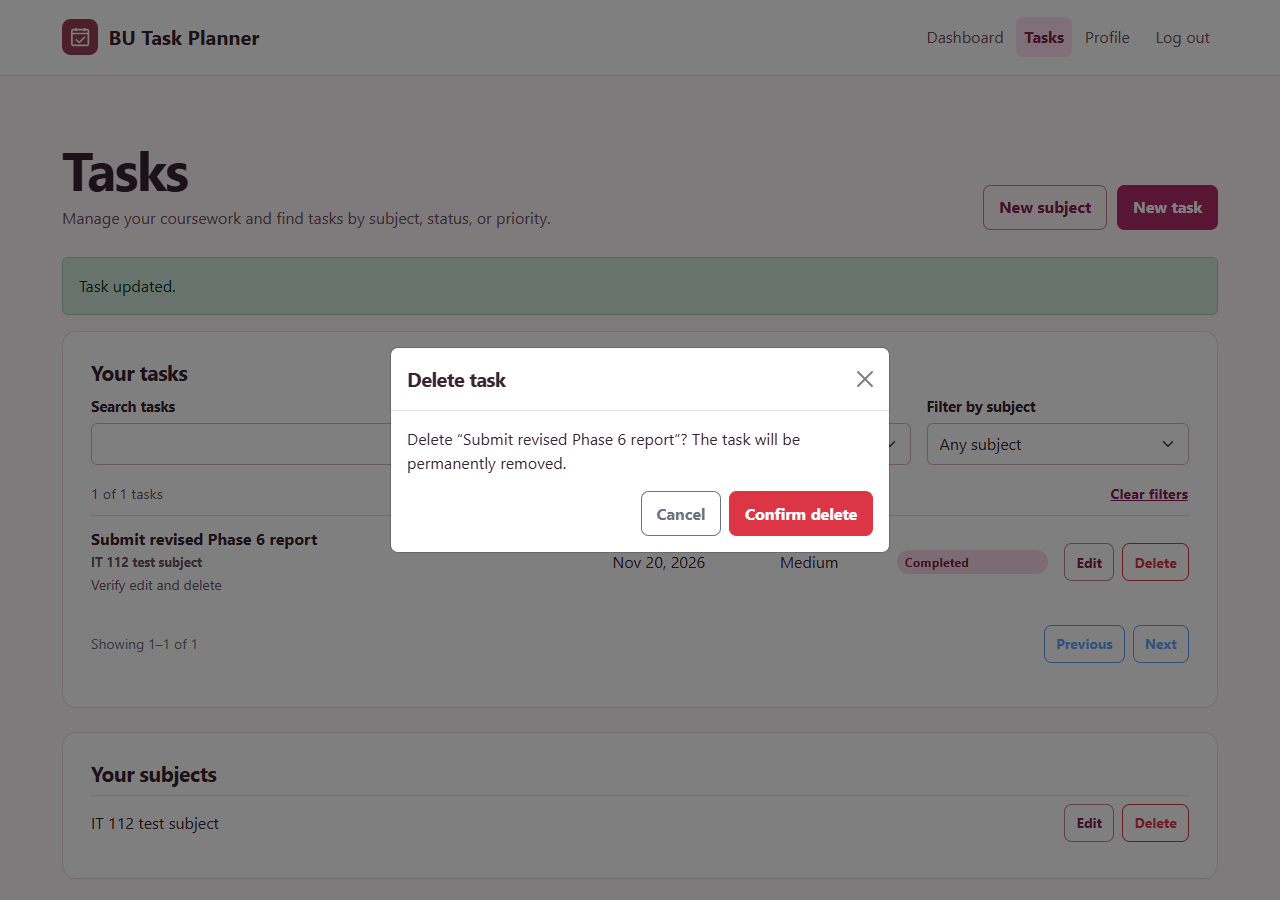 BU Task Planner
Dashboard
Tasks
Profile
Log out
Tasks
Manage your coursework and find tasks by subject, status, or priority.
New subject
New task
Task updated.
Your tasks
Search tasks
Filter by subject
Any subject
1 of 1 tasks
Clear filters
Delete task
Delete “Submit revised Phase 6 report”? The task will be
permanently removed.
Cancel
Confirm delete
Submit revised Phase 6 report
IT 112 test subject
Verify edit and delete
Nov 20, 2026
Medium
Completed
Edit
Delete
Showing 1–1 of 1
Previous
Next
Your subjects
IT 112 test subject
Edit
Delete